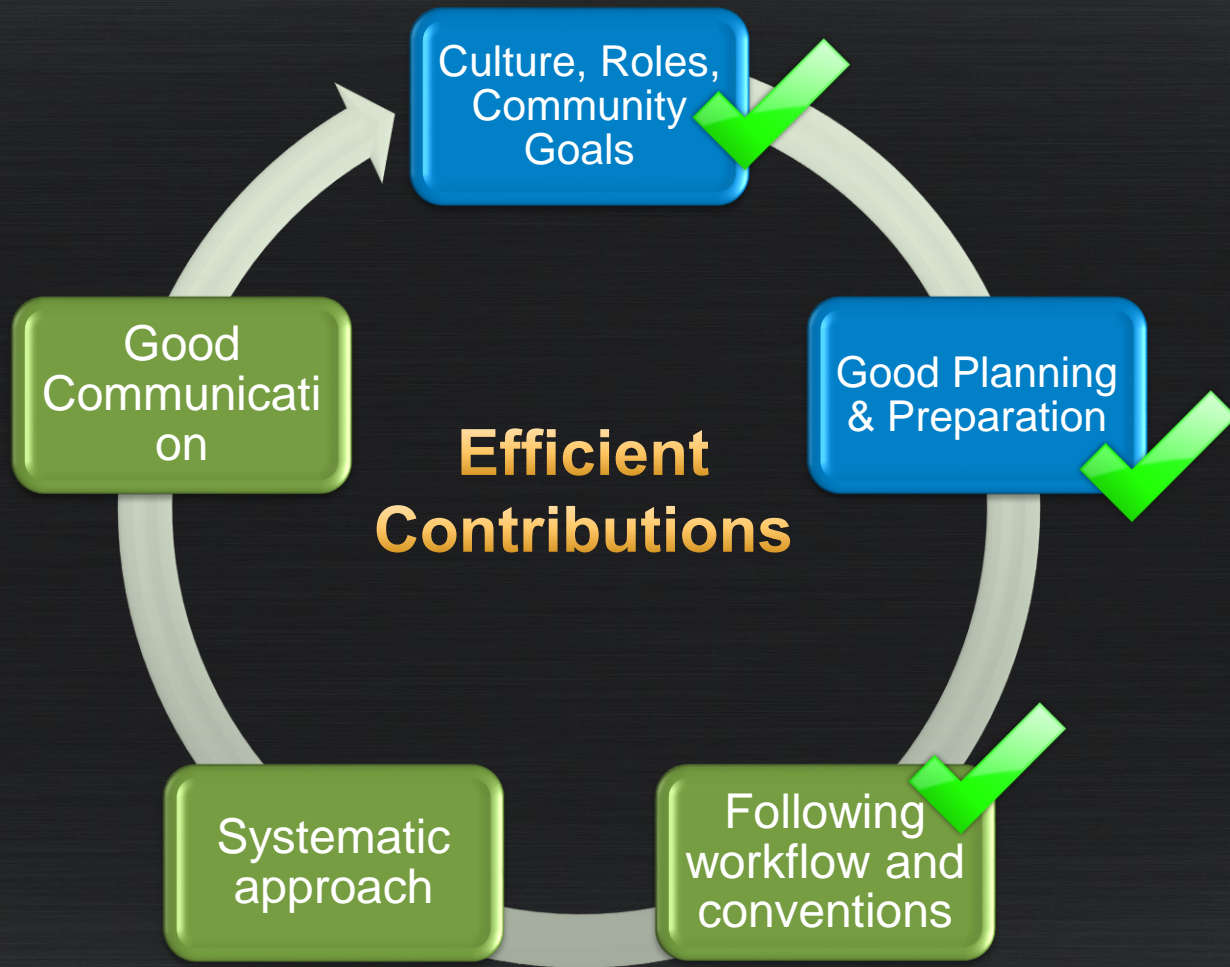 Culture, Roles,
Community
Goals
Good Planning
& Preparation
Following
workflow and
conventions
Systematic
approach
Good
Communicati
on
Efficient
Contributions